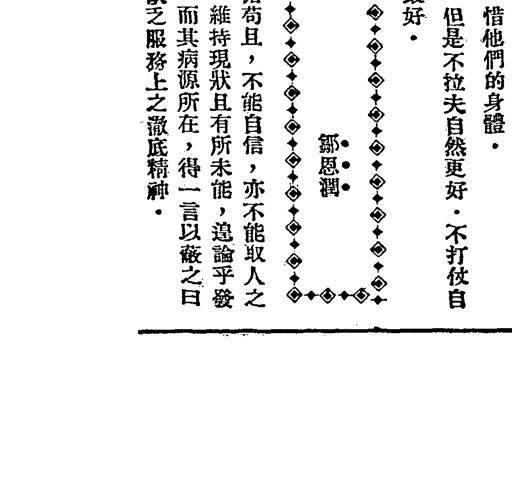 惜他們的身體．
但是不拉夫自然更好．不打仗自
好．
鄒恩潤
苟且，不能自信，亦不能取人之
維持現狀且有所未能，遑論乎發
而其病源所在，得一言以蔽之曰
乏服務上之澈底精神．